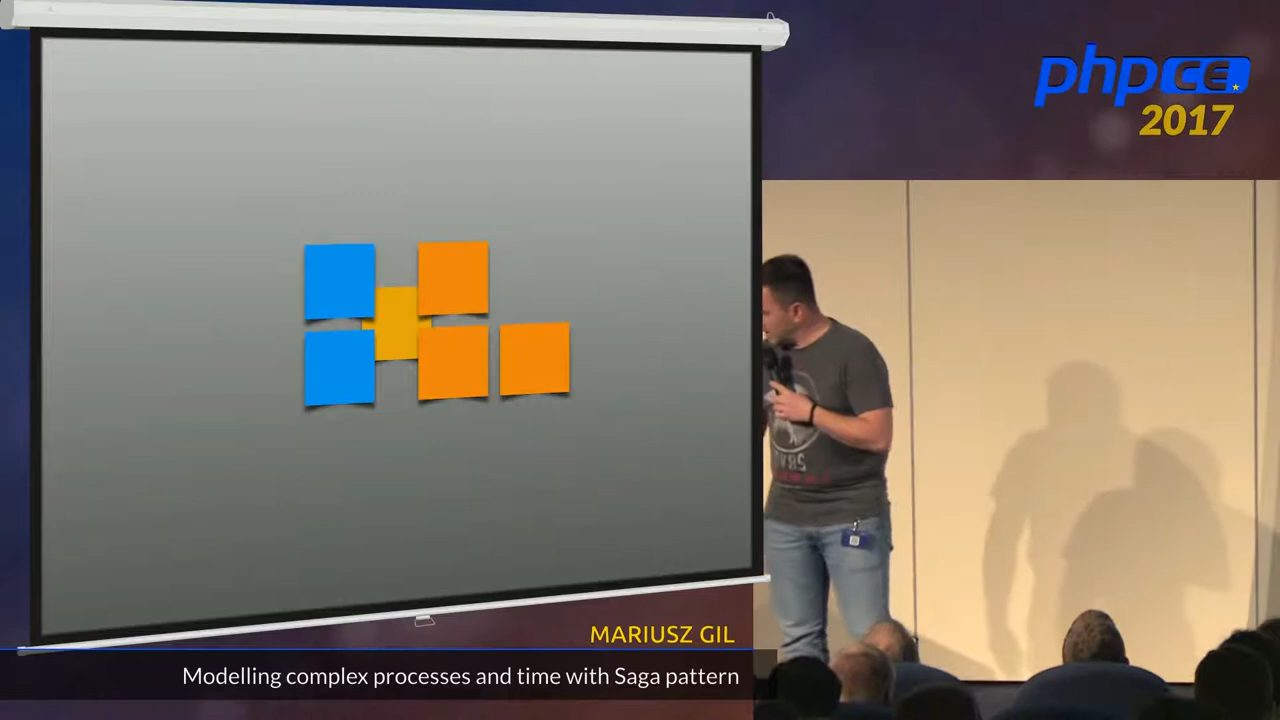 phpCE
2017
MARIUSZ GIL
Modelling complex processes and time with Saga pattern